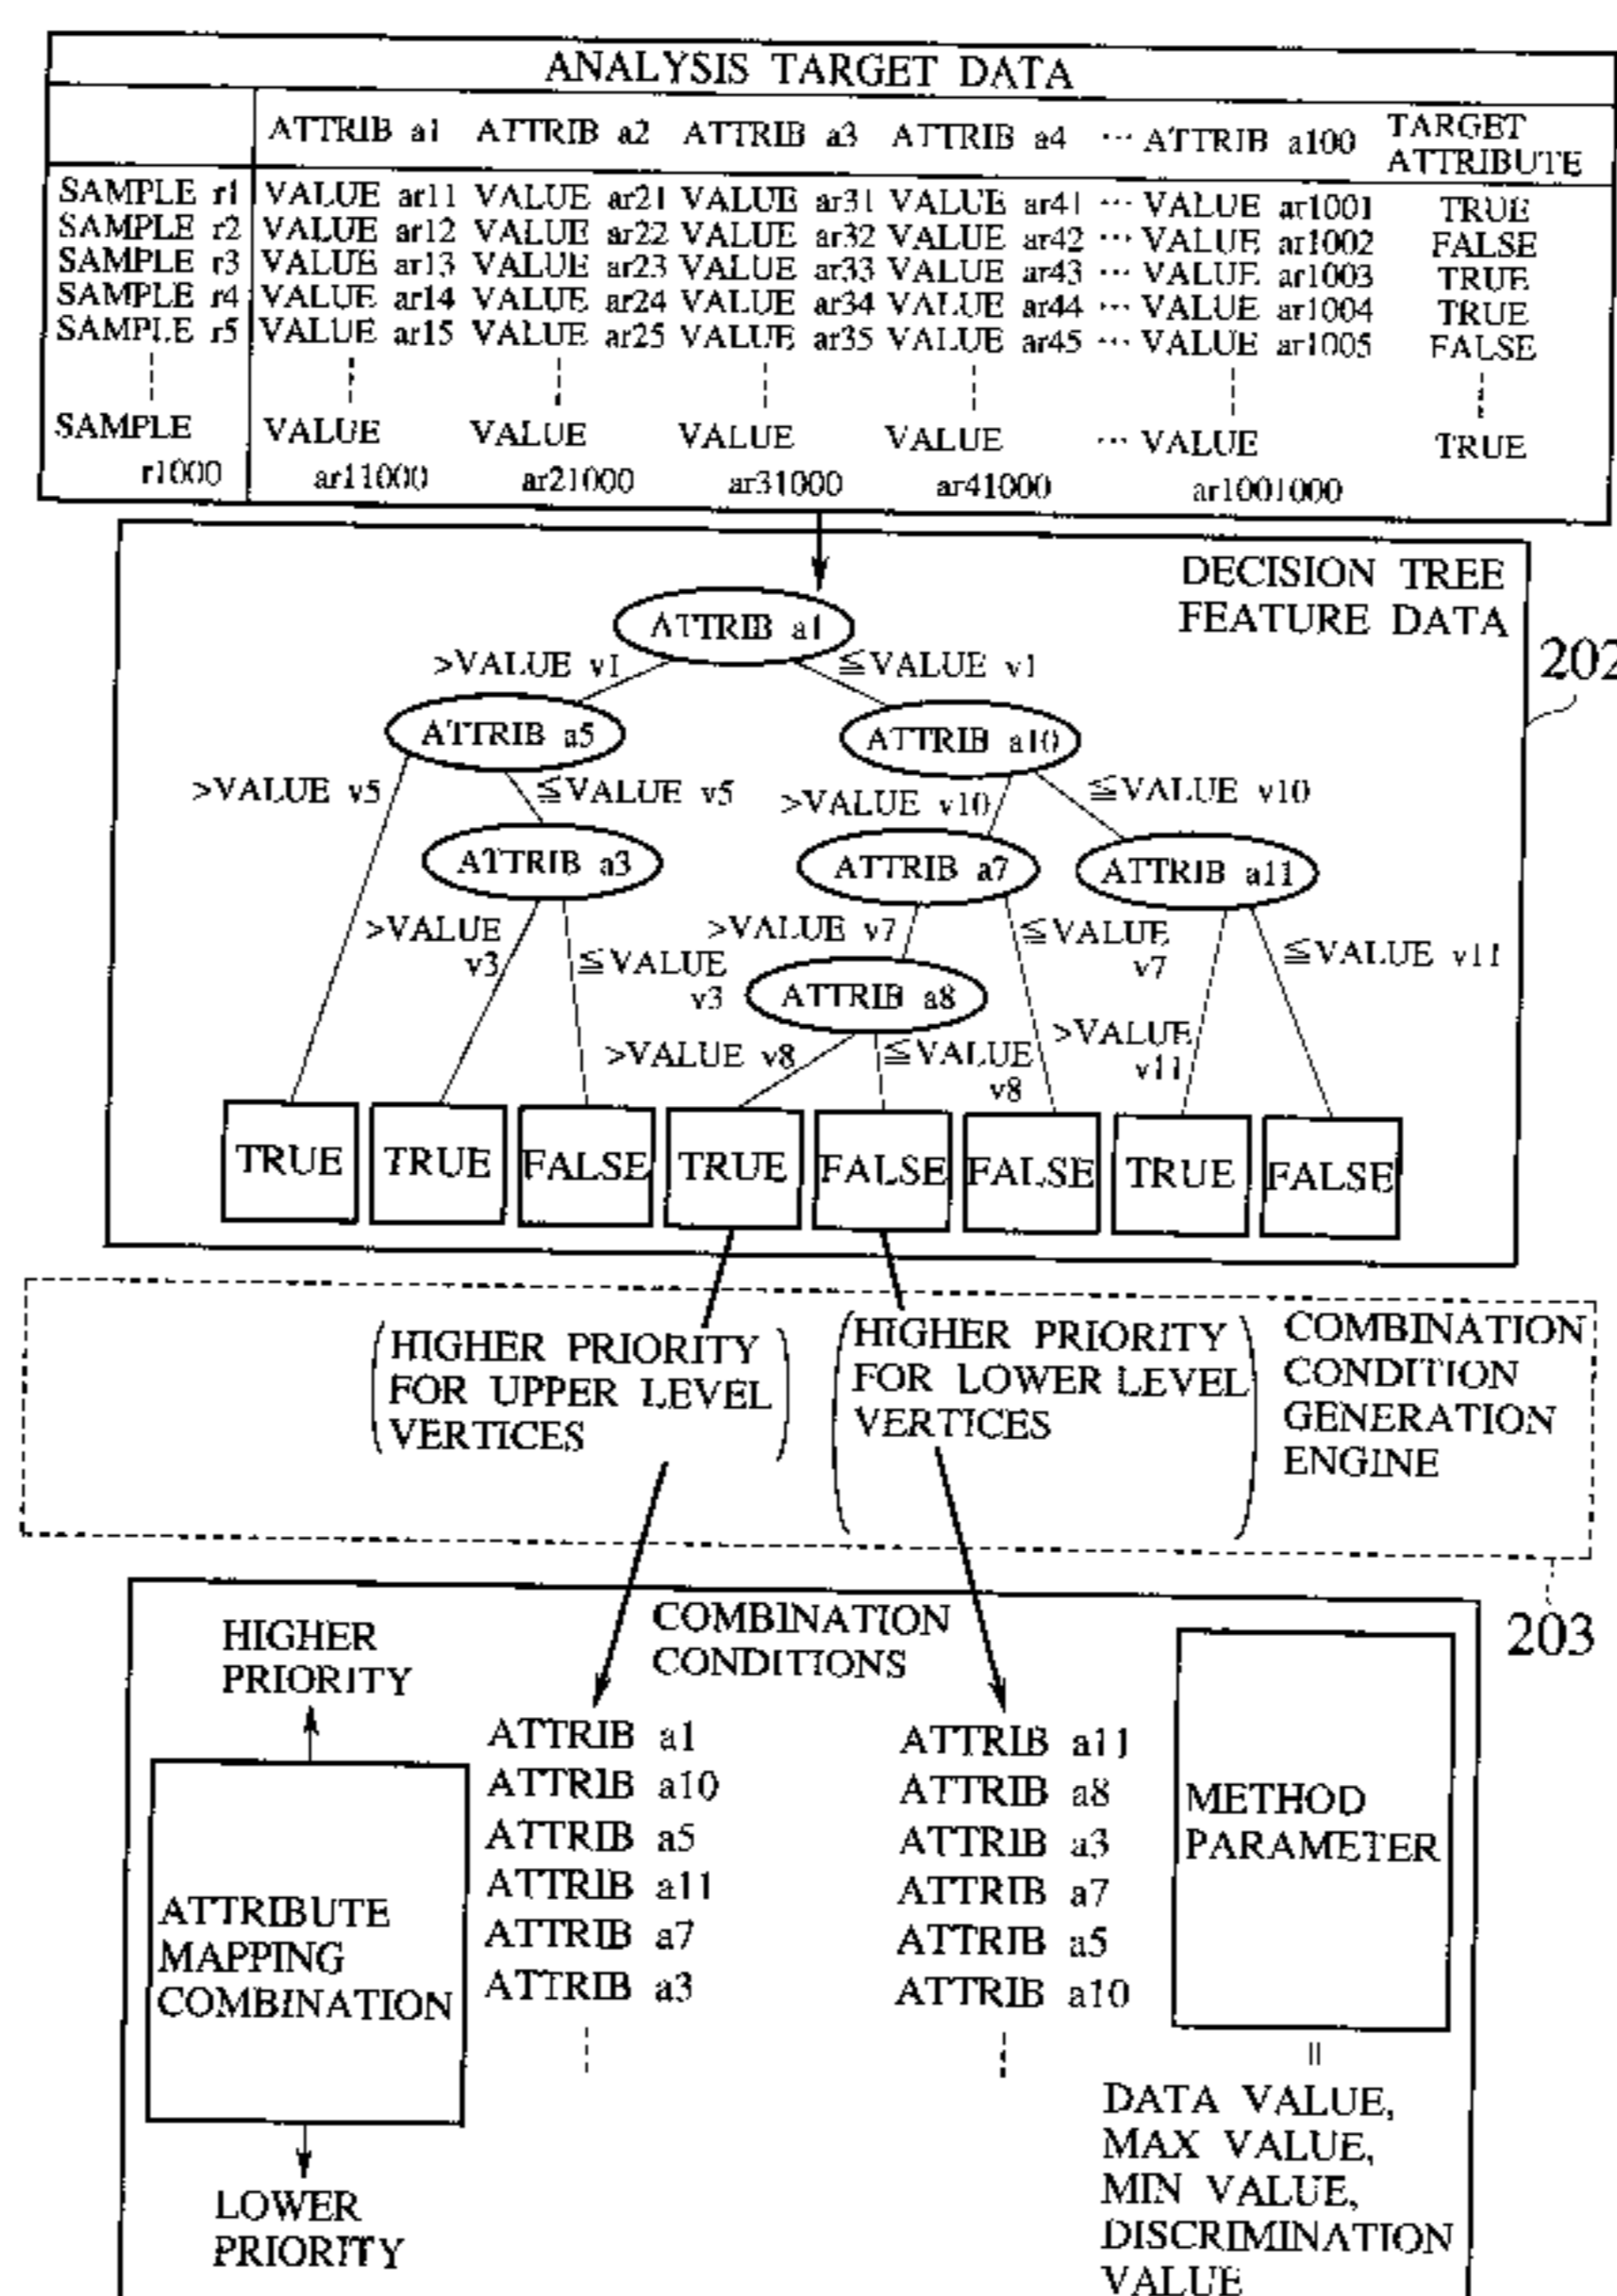 ANALYSIS TARGET DATA
ATTRIB a1 ATTRIB a2 ATTRIB a3 ATTRIB a4 ··· ATTRIB a100 TARGET ATTRIBUTE
SAMPLE r1 VALUE ar11 VALUE ar21 VALUE ar31 VALUE ar41 ··· VALUE ar1001 TRUE
SAMPLE r2 VALUE ar12 VALUE ar22 VALUE ar32 VALUE ar42 ··· VALUE ar1002 FALSE
SAMPLE r3 VALUE ar13 VALUE ar23 VALUE ar33 VALUE ar43 ··· VALUE ar1003 TRUE
SAMPLE r4 VALUE ar14 VALUE ar24 VALUE ar34 VALUE ar44 ··· VALUE ar1004 TRUE
SAMPLE r5 VALUE ar15 VALUE ar25 VALUE ar35 VALUE ar45 ··· VALUE ar1005 FALSE
SAMPLE VALUE VALUE VALUE VALUE ··· VALUE TRUE
r1000 ar11000 ar21000 ar31000 ar41000 ar1001000
DECISION TREE
FEATURE DATA
202
ATTRIB a1
>VALUE v1 ≦VALUE v1
ATTRIB a5 ATTRIB a10
>VALUE v5 ≦VALUE v5 >VALUE v10 ≦VALUE v10
ATTRIB a3 ATTRIB a7 ATTRIB a11
>VALUE
v3
≦VALUE
v3
>VALUE v7
≦VALUE
v7
≦VALUE v11
ATTRIB a8
>VALUE v8
≦VALUE
v8
>VALUE
v11
TRUE TRUE FALSE TRUE FALSE FALSE TRUE FALSE
(HIGHER PRIORITY
FOR UPPER LEVEL
VERTICES)
(HIGHER PRIORITY
FOR LOWER LEVEL
VERTICES)
COMBINATION
CONDITION
GENERATION
ENGINE
203
COMBINATION
CONDITIONS
HIGHER
PRIORITY
ATTRIBUTE
MAPPING
COMBINATION
LOWER
PRIORITY
ATTRIB a1
ATTRIB a10
ATTRIB a5
ATTRIB a11
ATTRIB a7
ATTRIB a3
ATTRIB a11
ATTRIB a8
ATTRIB a3
ATTRIB a7
ATTRIB a5
ATTRIB a10
METHOD
PARAMETER
=
DATA VALUE,
MAX VALUE,
MIN VALUE,
DISCRIMINATION
VALUE